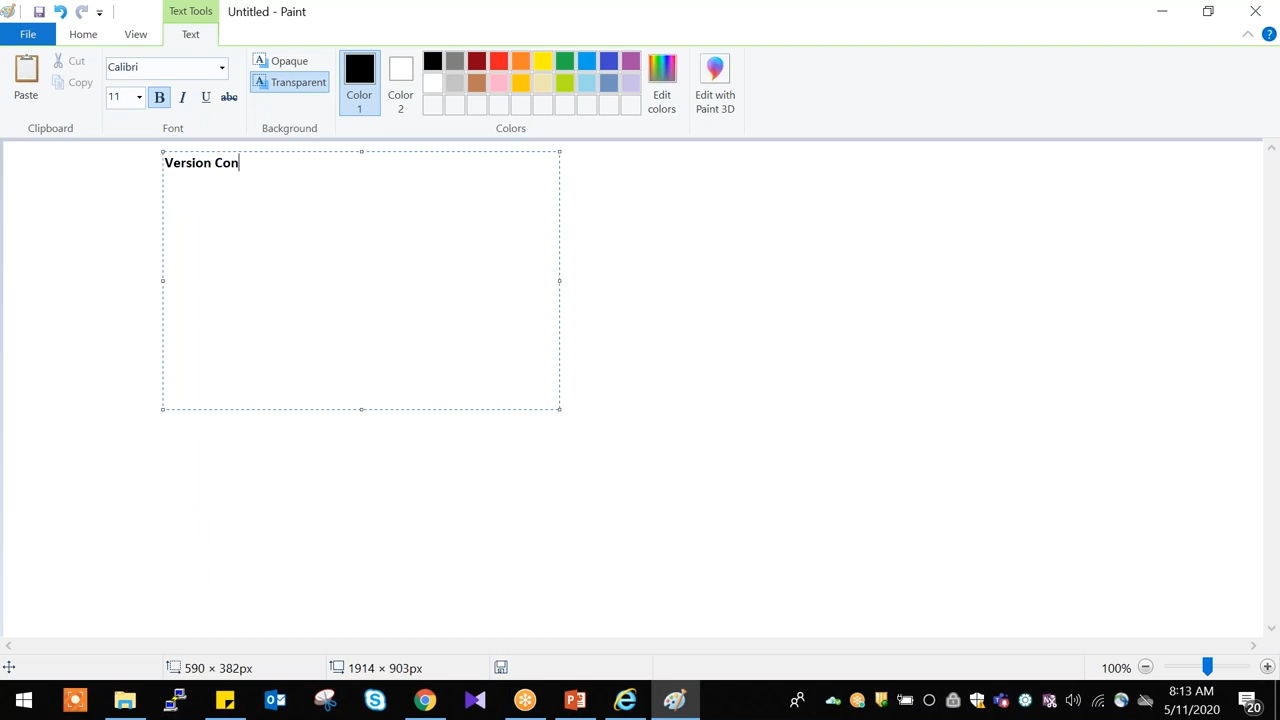 Text Tools
Untitled - Paint
File
Home
View
Text
?
Paste
Cut
Copy
Clipboard
Calibri
11
B I U abc
Font
A Opaque
A Transparent
Background
Color 1
Color 2
Edit colors
Edit with Paint 3D
Colors
Version Con
590 × 382px
1914 × 903px
100%
8:13 AM
5/11/2020
20